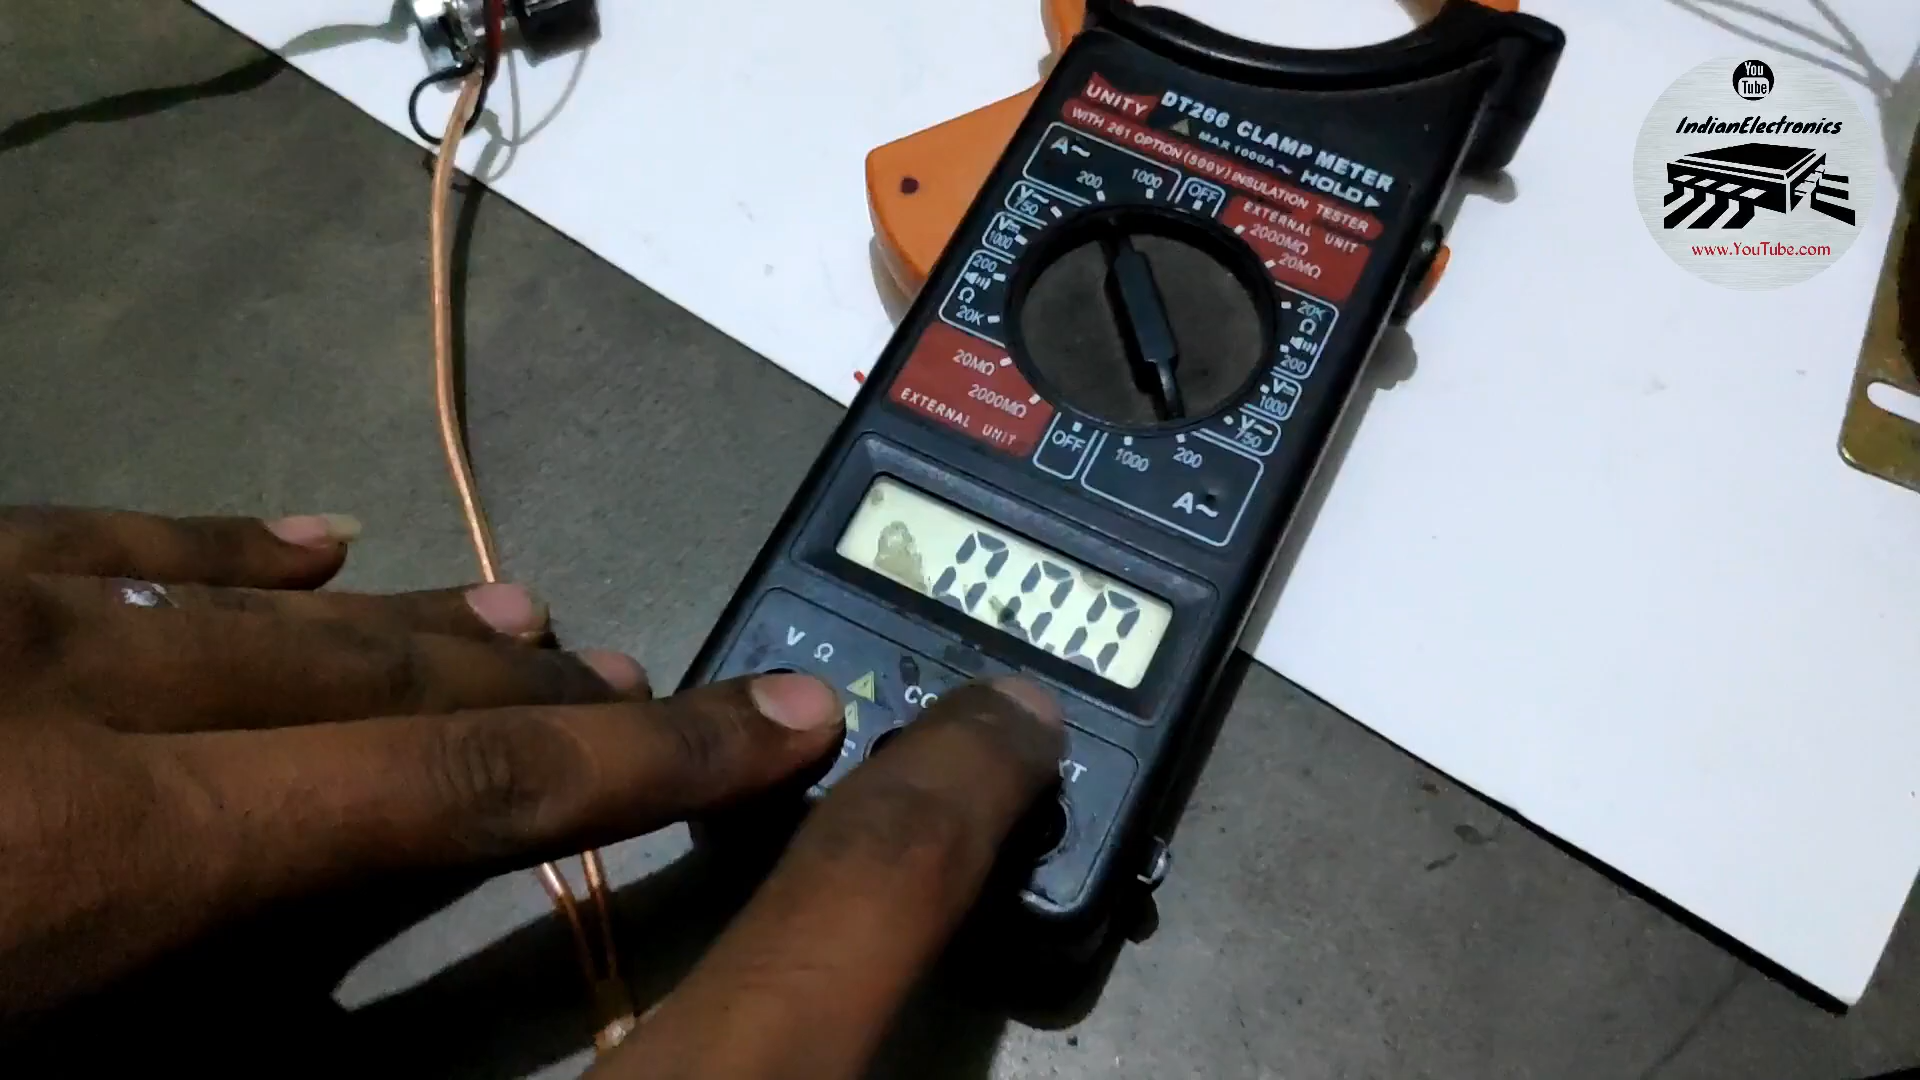 You
Tube
IndianElectronics
www.YouTube.com
UNITY
DT266 CLAMP METER
MAX 1000A~ HOLD
WITH 261 OPTION (500V) INSULATION TESTER
EXTERNAL UNIT
2000MΩ
20MΩ
A~
200
1000
OFF
V~
750
V
1000
200
Ω
20K
20K
Ω
200
V
1000
V~
750
20MΩ
2000MΩ
EXTERNAL UNIT
OFF
1000
200
A~
V Ω